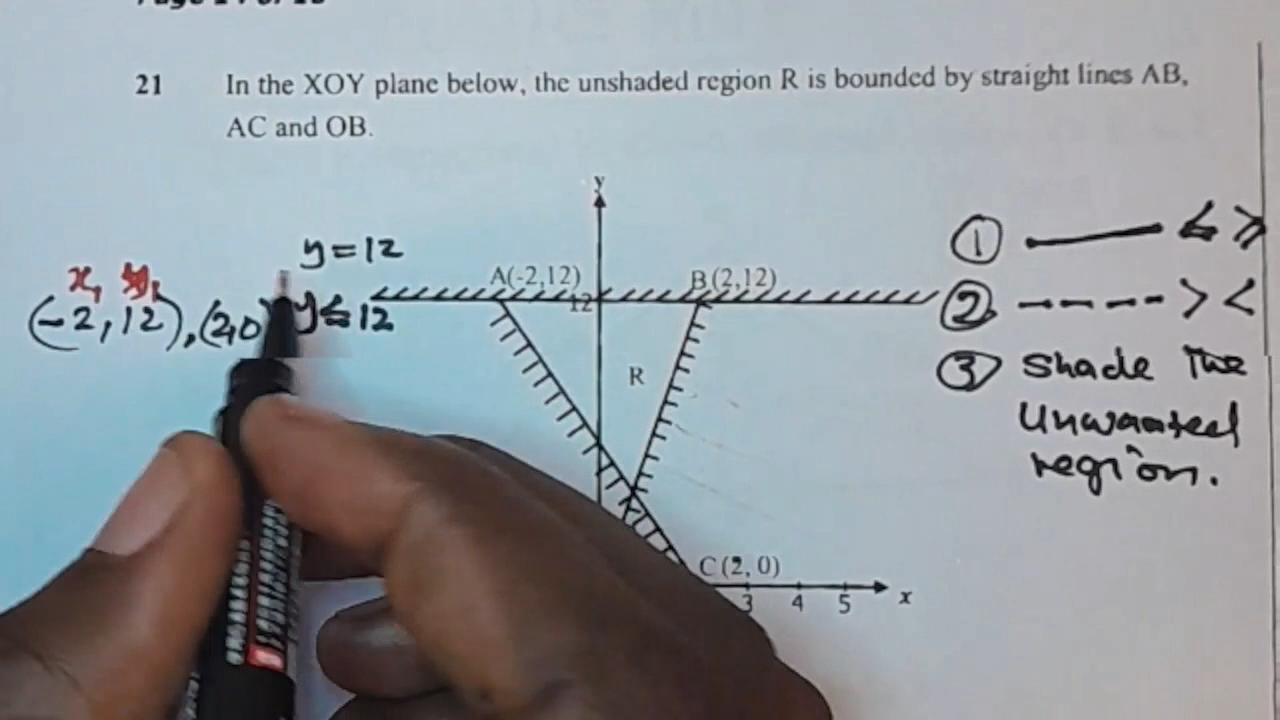 21 In the XOY plane below, the unshaded region R is bounded by straight lines AB,
AC and OB.
y
y = 12
x₁ y₁
(-2, 12), (2,0
y ≤ 12
A(-2,12)
B(2,12)
12
R
C(2, 0)
3 4 5 x
① ≤ ≥
② > <
③ Shade The
Unwanted
region.